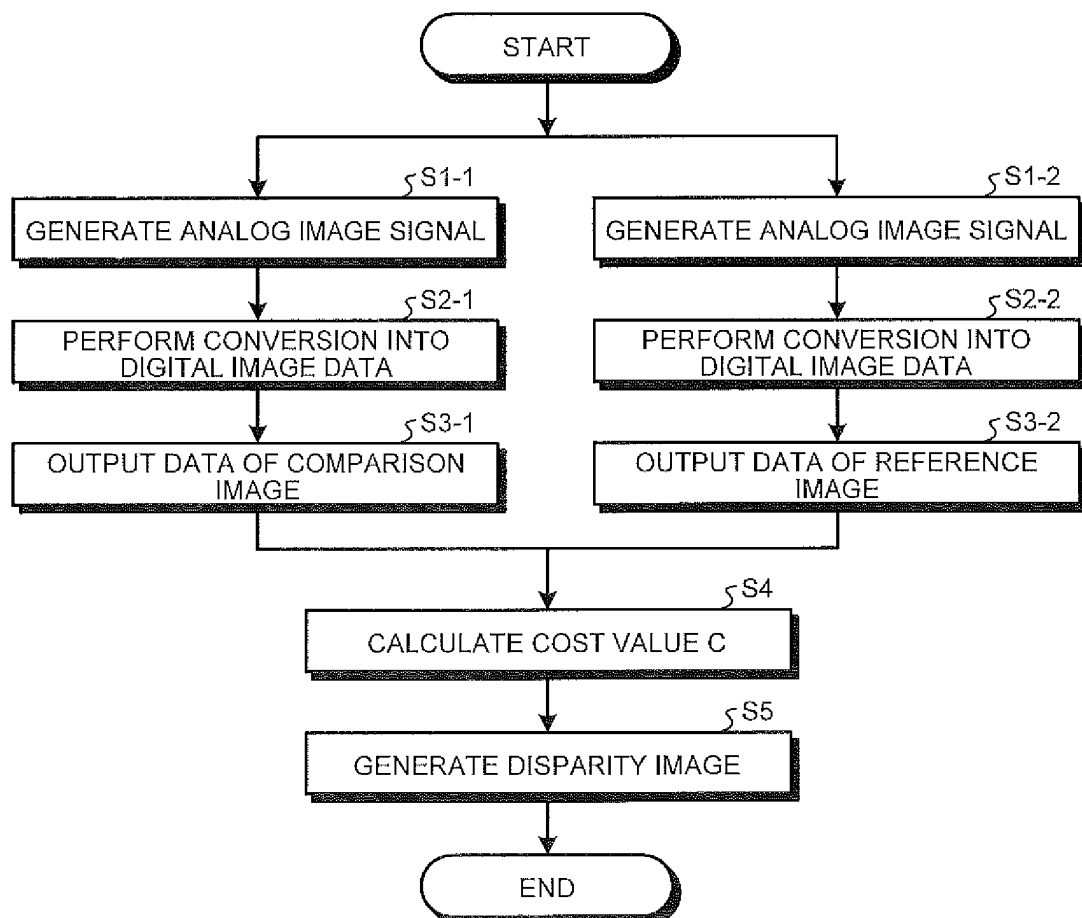 START
S1-1
GENERATE ANALOG IMAGE SIGNAL
S2-1
PERFORM CONVERSION INTO
DIGITAL IMAGE DATA
S3-1
OUTPUT DATA OF COMPARISON
IMAGE
S1-2
GENERATE ANALOG IMAGE SIGNAL
S2-2
PERFORM CONVERSION INTO
DIGITAL IMAGE DATA
S3-2
OUTPUT DATA OF REFERENCE
IMAGE
S4
CALCULATE COST VALUE C
S5
GENERATE DISPARITY IMAGE
END